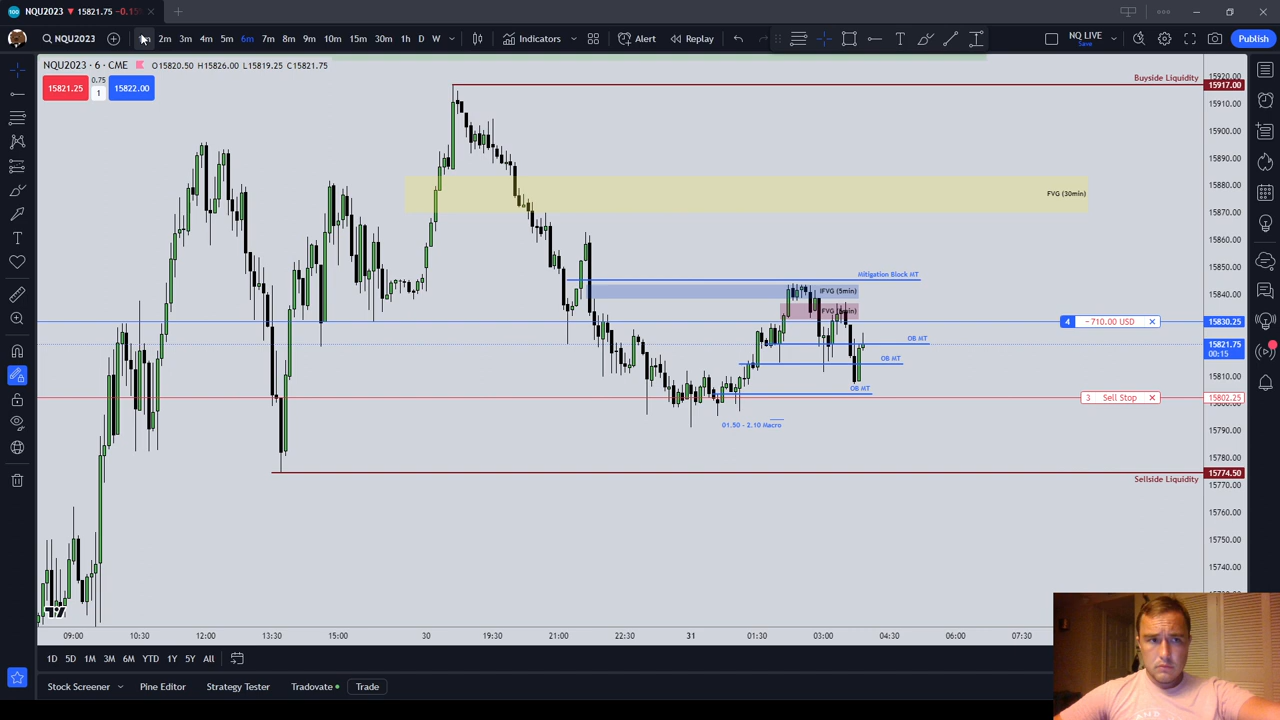 NQU2023 ▼ 15821.75 −0.15
NQU2023
2m 3m 4m 5m 6m 7m 8m 9m 10m 15m 30m 1h D W
Indicators
Alert
Replay
NQ LIVE
Save
Publish
NQU2023 · 6 · CME
O15820.50 H15826.00 L15819.25 C15821.75
15821.25
0.75
1
15822.00
Buyside Liquidity
15920.00
15917.00
15910.00
15900.00
15890.00
15880.00
FVG (30min)
15870.00
15860.00
15850.00
Mitigation Block MT
IFVG (5min)
15840.00
4 −710.00 USD
15830.25
OB MT
15821.75
00:15
OB MT
15810.00
OB MT
3 Sell Stop
15802.25
01.50 - 2.10 Macro
15790.00
15780.00
15774.50
Sellside Liquidity
15770.00
15760.00
15750.00
15740.00
09:00 10:30 12:00 13:30 15:00 30 19:30 21:00 22:30 31 01:30 03:00 04:30 06:00 07:30
1D 5D 1M 3M 6M YTD 1Y 5Y All
Stock Screener
Pine Editor
Strategy Tester
Tradovate
Trade